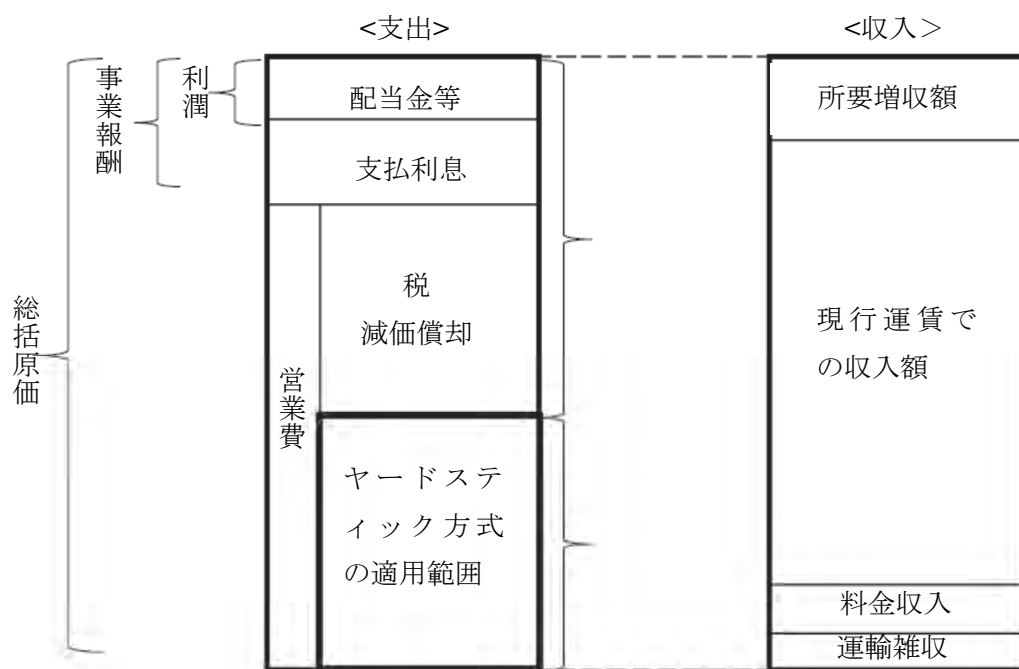 <支出>
<収入＞
事業報酬
利潤
配当金等
所要増収額
支払利息
総括原価
営業費
税
減価償却
現行運賃で
の収入額
ヤードステ
ィック方式
の適用範囲
料金収入
運輸雑収